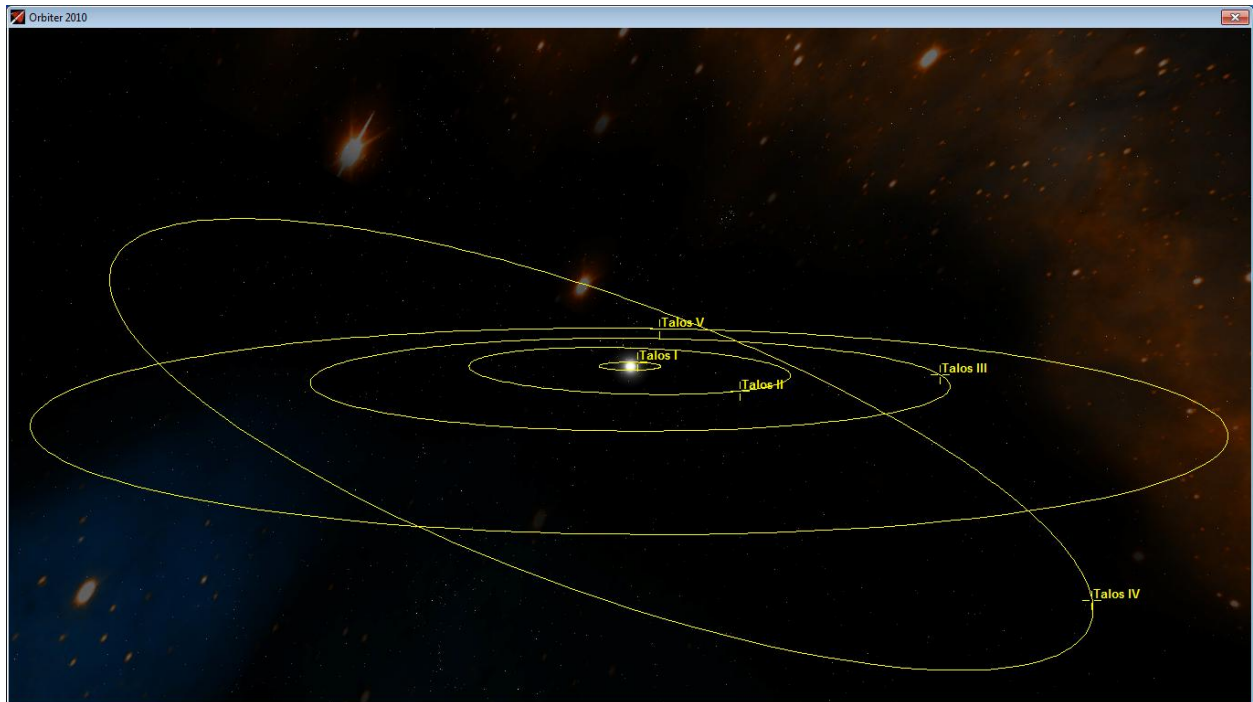 Orbiter 2010
Talos V
Talos I
Talos III
Talos II
Talos IV